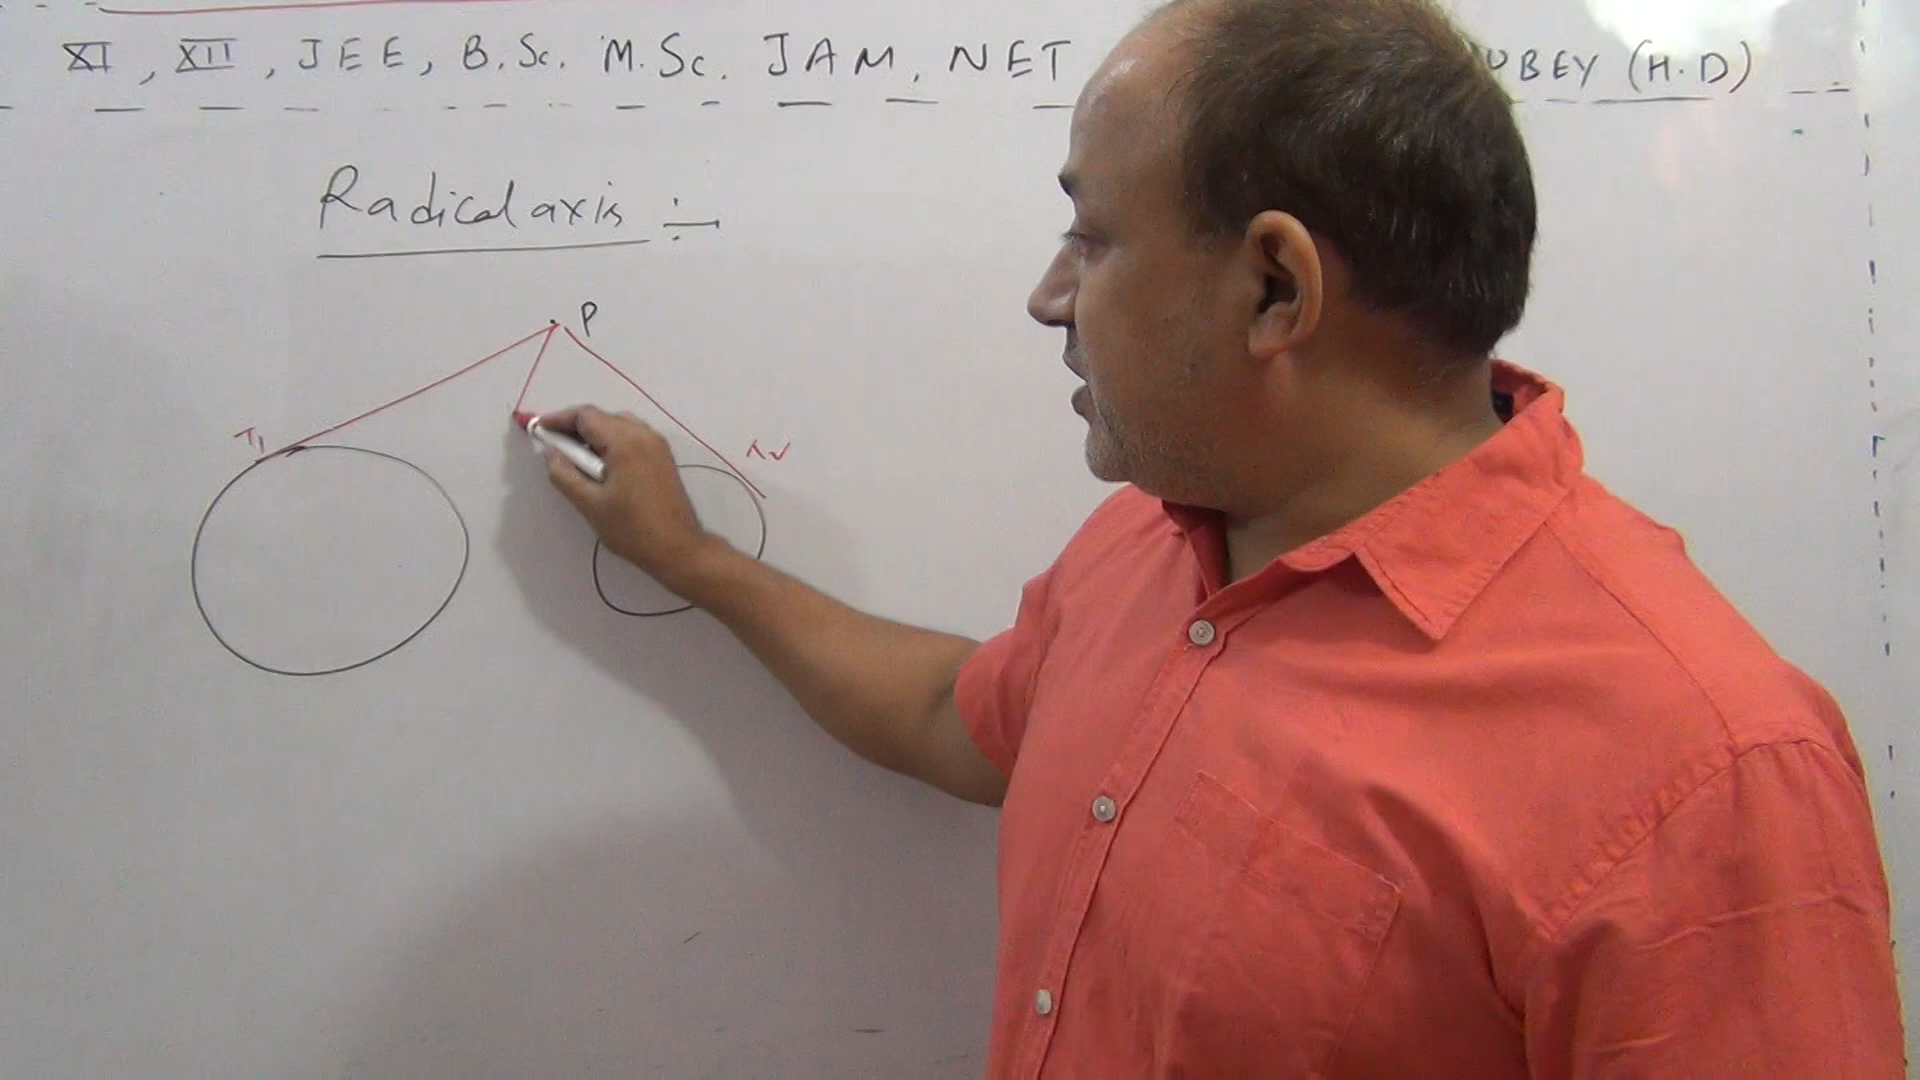 XI, XII, JEE, B.Sc. M.Sc. JAM, NET UBEY (H.D)
Radical axis :-
P
T1